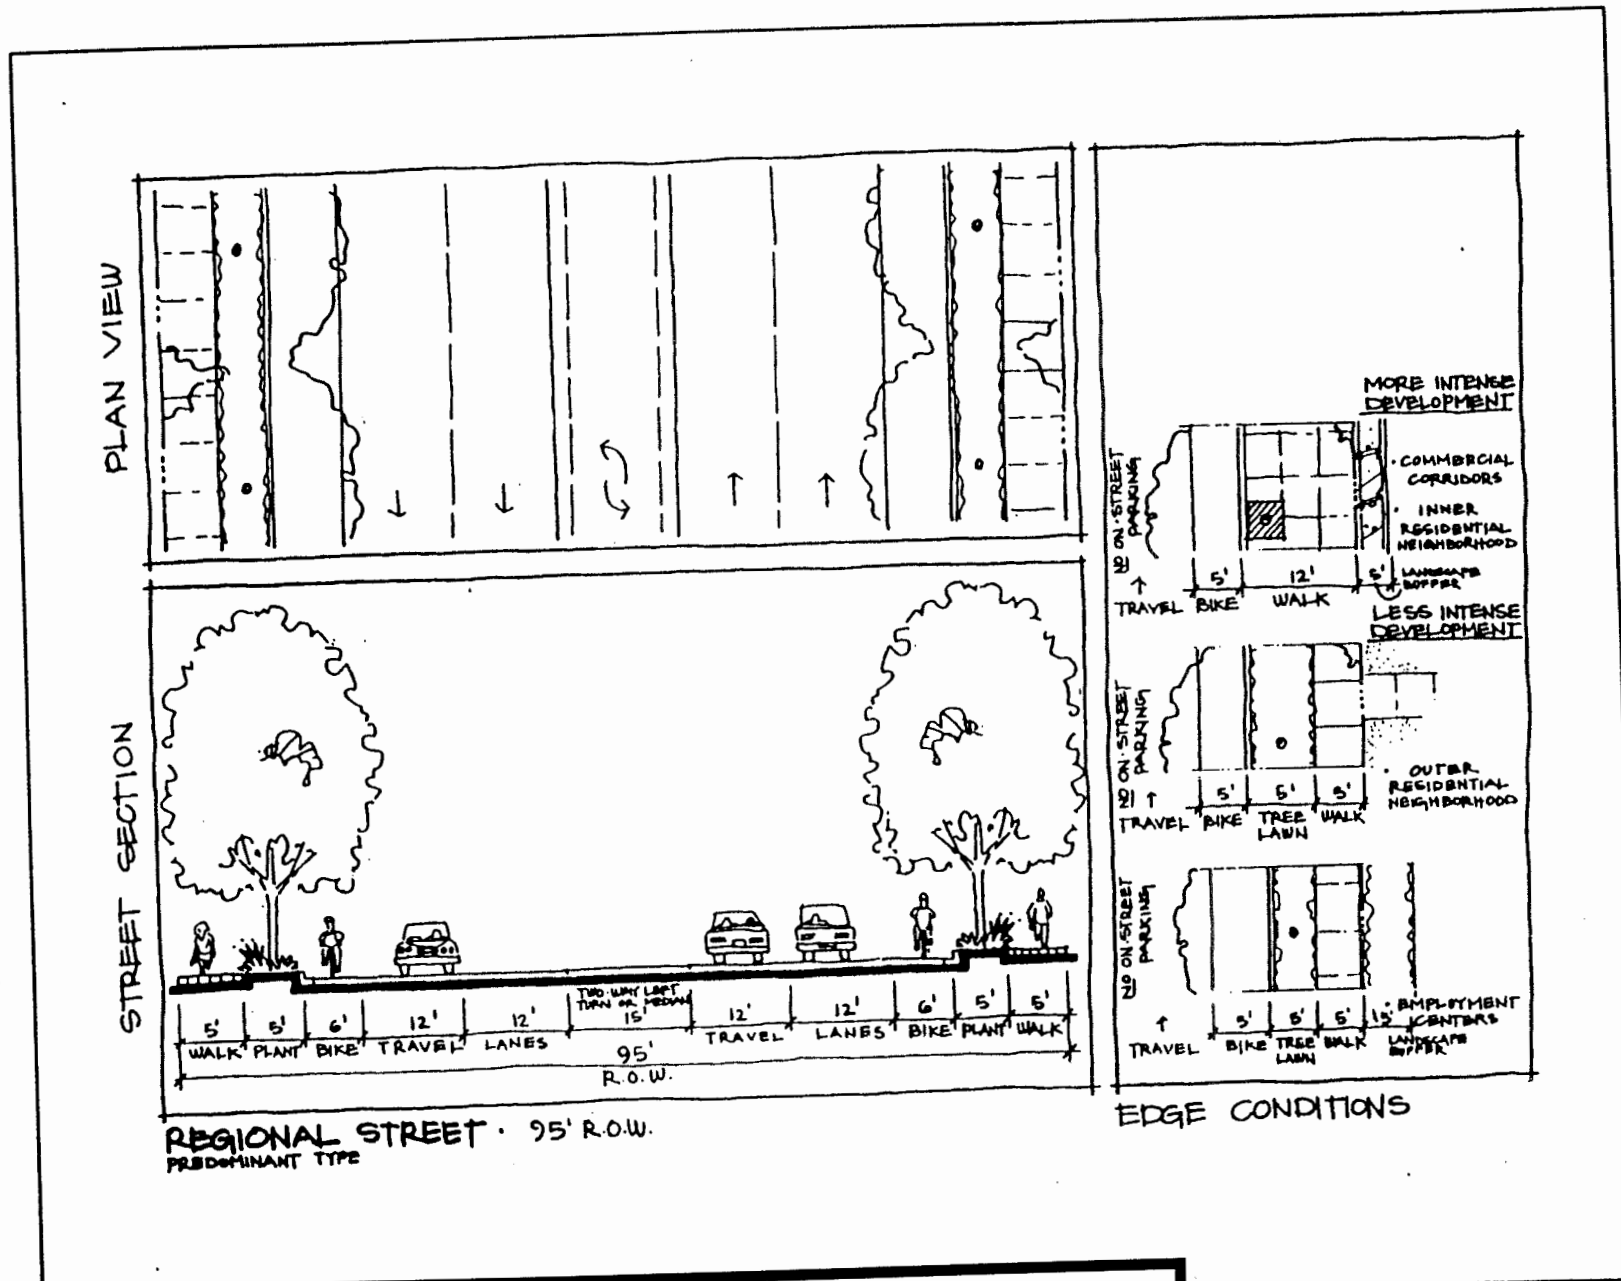 PLAN VIEW
STREET SECTION
TWO-WAY LEFT
TURN OR MEDIAN
5' 5' 6' 12' 12' 15' 12' 12' 6' 5' 5'
WALK PLANT BIKE TRAVEL LANES TRAVEL LANES BIKE PLANT WALK
95'
R.O.W.
REGIONAL STREET · 95' R.O.W.
PREDOMINANT TYPE
MORE INTENSE
DEVELOPMENT
NO ON-STREET
PARKING
· COMMERCIAL
CORRIDORS
· INNER
RESIDENTIAL
NEIGHBORHOOD
5' 12' 5' LANDSCAPE
BUFFER
TRAVEL BIKE WALK
LESS INTENSE
DEVELOPMENT
NO ON-STREET
PARKING
· OUTER
RESIDENTIAL
NEIGHBORHOOD
5' 5' 5'
TRAVEL BIKE TREE WALK
LAWN
NO ON-STREET
PARKING
· EMPLOYMENT
CENTERS
5' 5' 5' 15'
TRAVEL BIKE TREE WALK LANDSCAPE
LAWN BUFFER
EDGE CONDITIONS